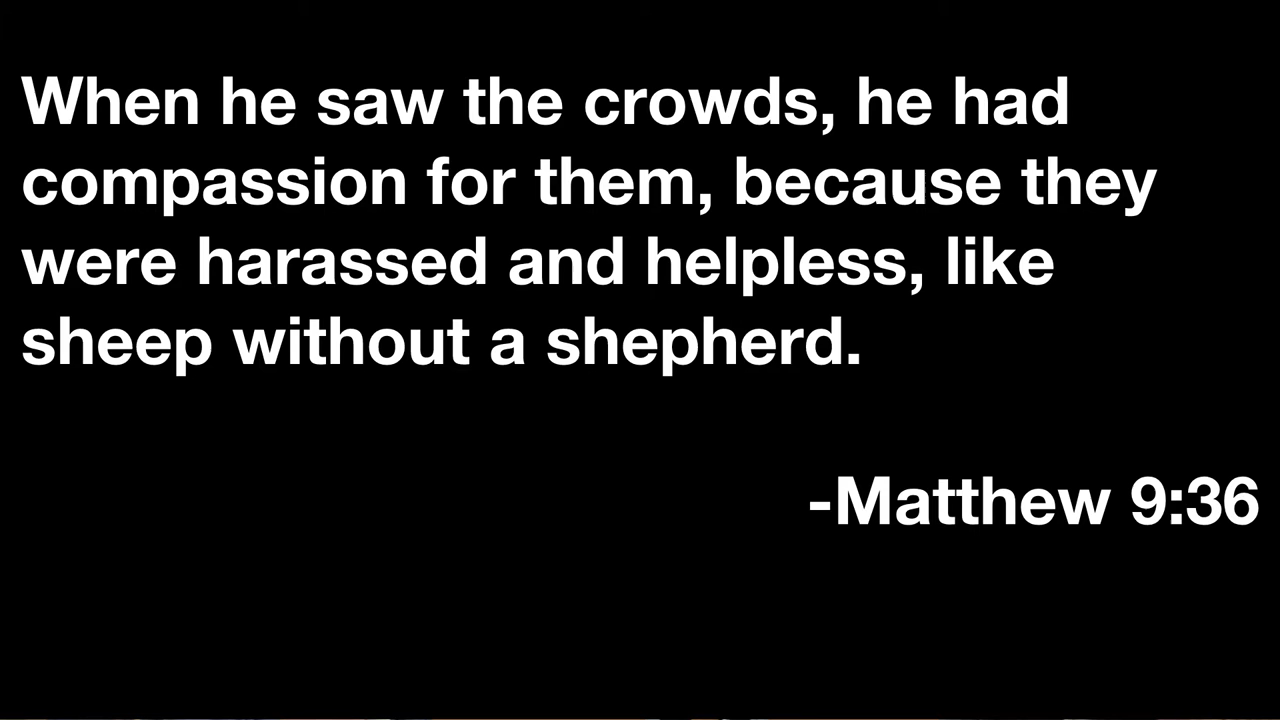 When he saw the crowds, he had
compassion for them, because they
were harassed and helpless, like
sheep without a shepherd.
-Matthew 9:36